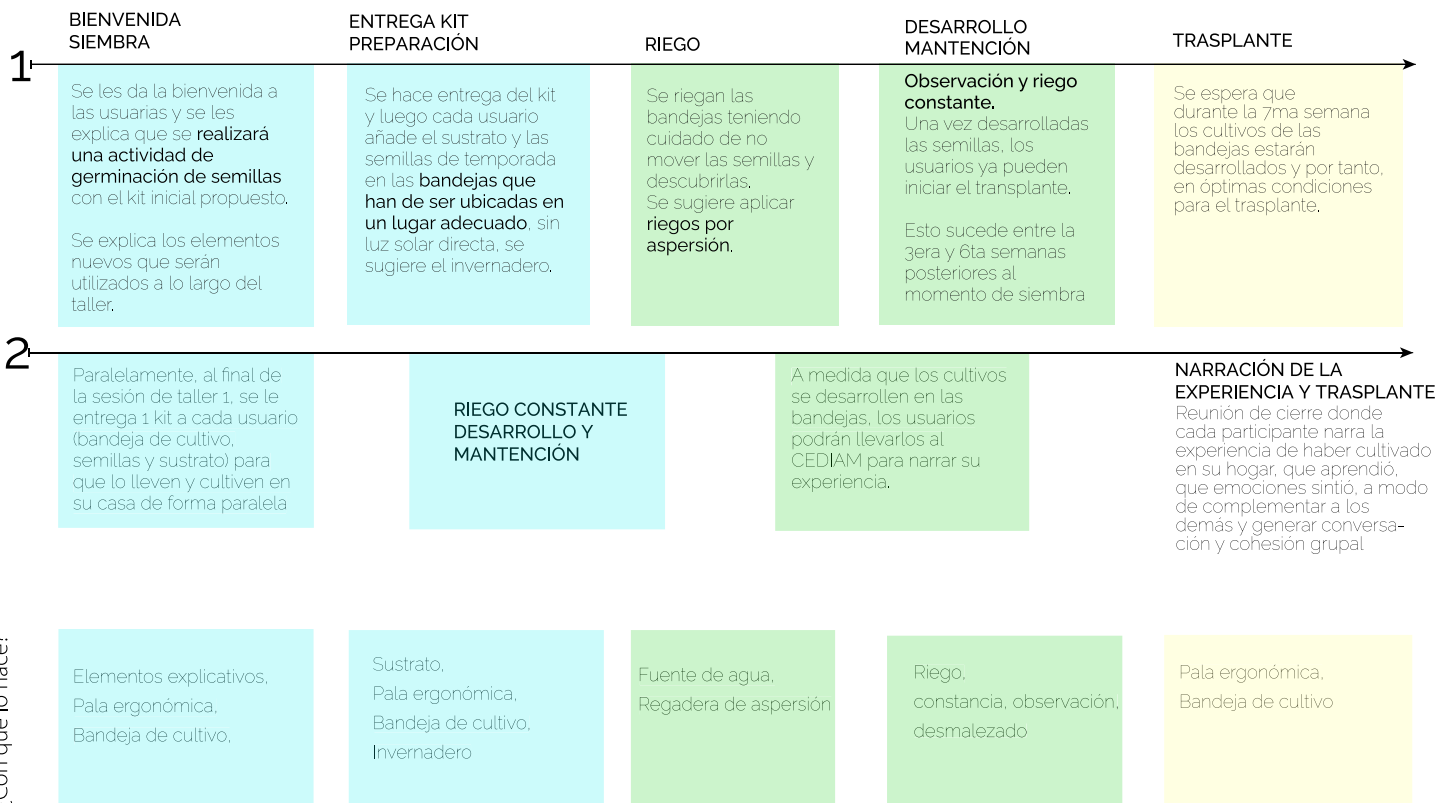 BIENVENIDA
SIEMBRA
ENTREGA KIT
PREPARACIÓN
RIEGO
DESARROLLO
MANTENCIÓN
TRASPLANTE
1
Se les da la bienvenida a
las usuarias y se les
explica que se realizará
una actividad de
germinación de semillas
con el kit inicial propuesto.
Se explica los elementos
nuevos que serán
utilizados a lo largo del
taller.
Se hace entrega del kit
y luego cada usuario
añade el sustrato y las
semillas de temporada
en las bandejas que
han de ser ubicadas en
un lugar adecuado, sin
luz solar directa, se
sugiere el invernadero.
Se riegan las
bandejas teniendo
cuidado de no
mover las semillas y
descubrirlas.
Se sugiere aplicar
riegos por
aspersión.
Observación y riego
constante.
Una vez desarrolladas
las semillas, los
usuarios ya pueden
iniciar el transplante.
Esto sucede entre la
3era y 6ta semanas
posteriores al
momento de siembra
Se espera que
durante la 7ma semana
los cultivos de las
bandejas estarán
desarrollados y por tanto,
en óptimas condiciones
para el trasplante.
2
Paralelamente, al final de
la sesión de taller 1, se le
entrega 1 kit a cada usuario
(bandeja de cultivo,
semillas y sustrato) para
que lo lleven y cultiven en
su casa de forma paralela
RIEGO CONSTANTE
DESARROLLO Y
MANTENCIÓN
A medida que los cultivos
se desarrollen en las
bandejas, los usuarios
podrán llevarlos al
CEDIAM para narrar su
experiencia.
NARRACIÓN DE LA
EXPERIENCIA Y TRASPLANTE
Reunión de cierre donde
cada participante narra la
experiencia de haber cultivado
en su hogar, que aprendió,
que emociones sintió, a modo
de complementar a los
demás y generar conversa-
ción y cohesión grupal
Con que lo hace?
Elementos explicativos,
Pala ergonómica,
Bandeja de cultivo,
Sustrato,
Pala ergonómica,
Bandeja de cultivo,
Invernadero
Fuente de agua,
Regadera de aspersión
Riego,
constancia, observación,
desmalezado
Pala ergonómica,
Bandeja de cultivo